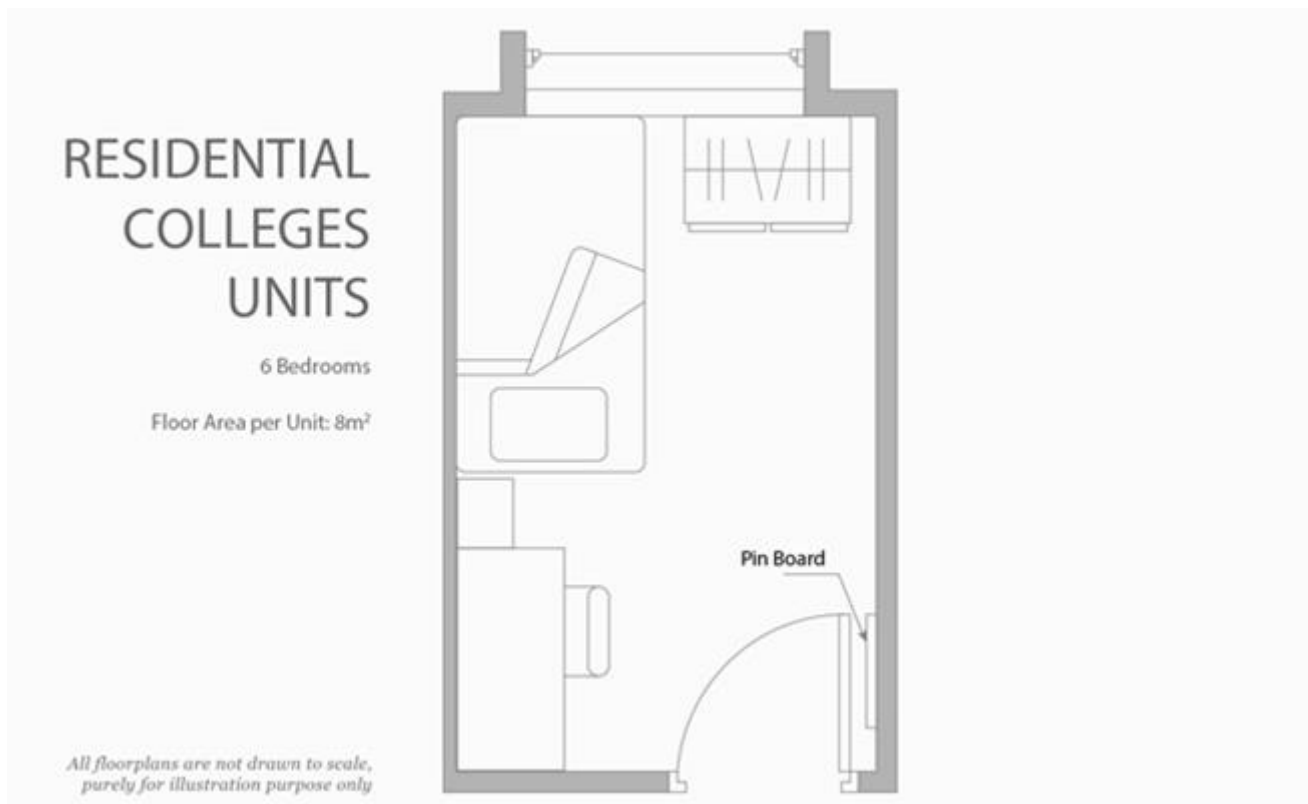 RESIDENTIAL
COLLEGES
UNITS
6 Bedrooms
Floor Area per Unit: 8m²
Pin Board
All floorplans are not drawn to scale,
purely for illustration purpose only